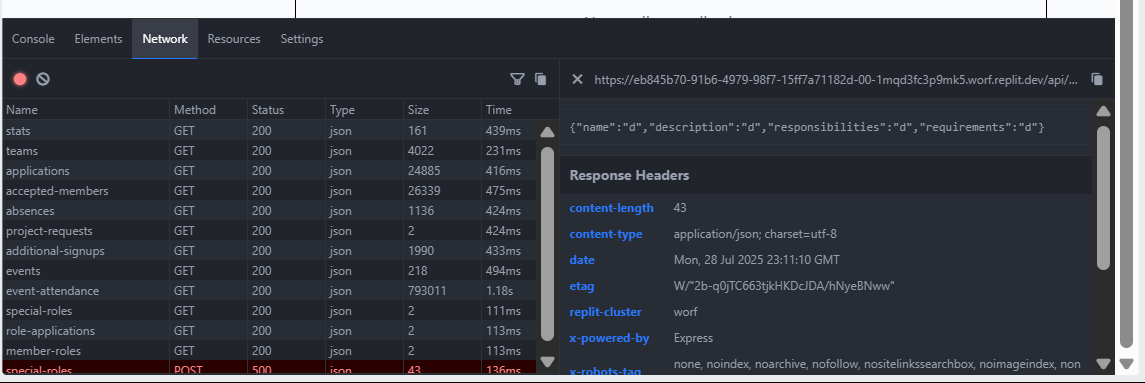 Console Elements Network Resources Settings
https://eb845b70-91b6-4979-98f7-15ff7a71182d-00-1mqd3fc3p9mk5.worf.replit.dev/api/...
Name Method Status Type Size Time
stats GET 200 json 161 439ms
teams GET 200 json 4022 231ms
applications GET 200 json 24885 416ms
accepted-members GET 200 json 26339 475ms
absences GET 200 json 1136 424ms
project-requests GET 200 json 2 424ms
additional-signups GET 200 json 1990 433ms
events GET 200 json 218 494ms
event-attendance GET 200 json 793011 1.18s
special-roles GET 200 json 2 111ms
role-applications GET 200 json 2 113ms
member-roles GET 200 json 2 113ms
special-roles POST 500 json 43 136ms
{"name":"d","description":"d","responsibilities":"d","requirements":"d"}
Response Headers
content-length 43
content-type application/json; charset=utf-8
date Mon, 28 Jul 2025 23:11:10 GMT
etag W/"2b-q0jTC663tjkHKDcJDA/hNyeBNww"
replit-cluster worf
x-powered-by Express
x-robots-tag none, noindex, noarchive, nofollow, nositelinkssearchbox, noimageindex, non